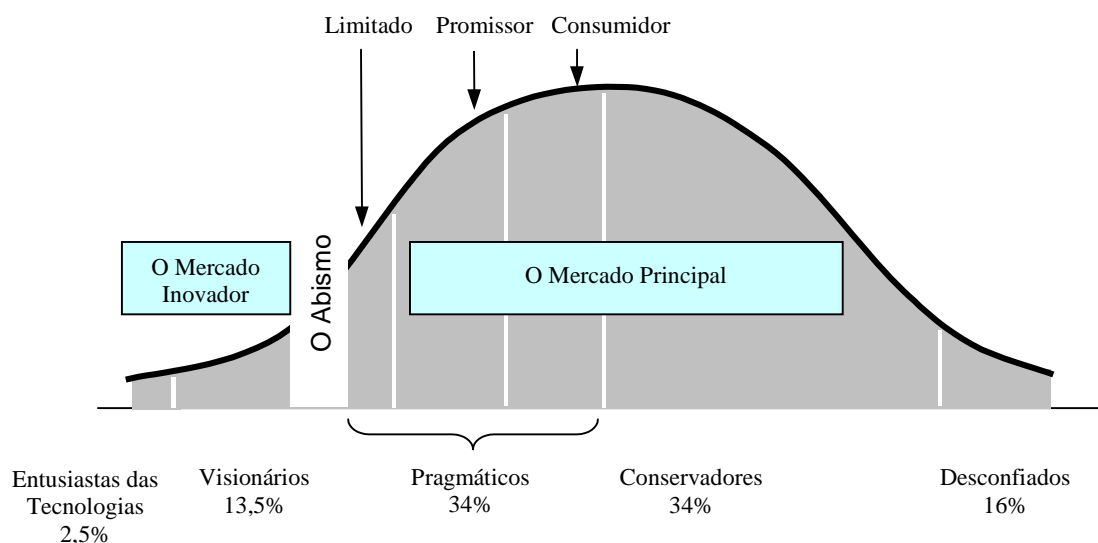 Limitado Promissor Consumidor
O Mercado
Inovador
O Abismo
O Mercado Principal
Entusiastas das
Tecnologias
2,5%
Visionários
13,5%
Pragmáticos
34%
Conservadores
34%
Desconfiados
16%